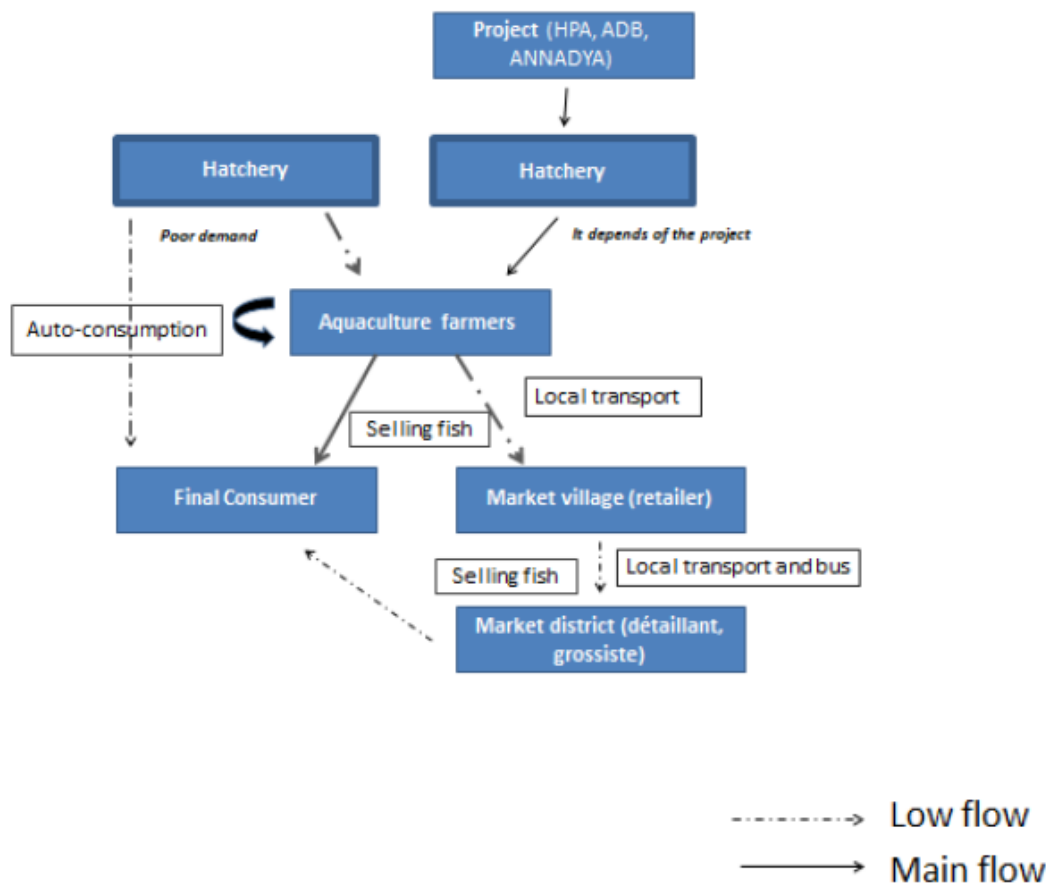 Project (HPA, ADB,
ANNADYA)
Hatchery
Hatchery
Poor demand
It depends of the project
Auto-consumption
Aquaculture farmers
Local transport
Selling fish
Final Consumer
Market village (retailer)
Selling fish
Local transport and bus
Market district (détaillant,
grossiste)
Low flow
Main flow